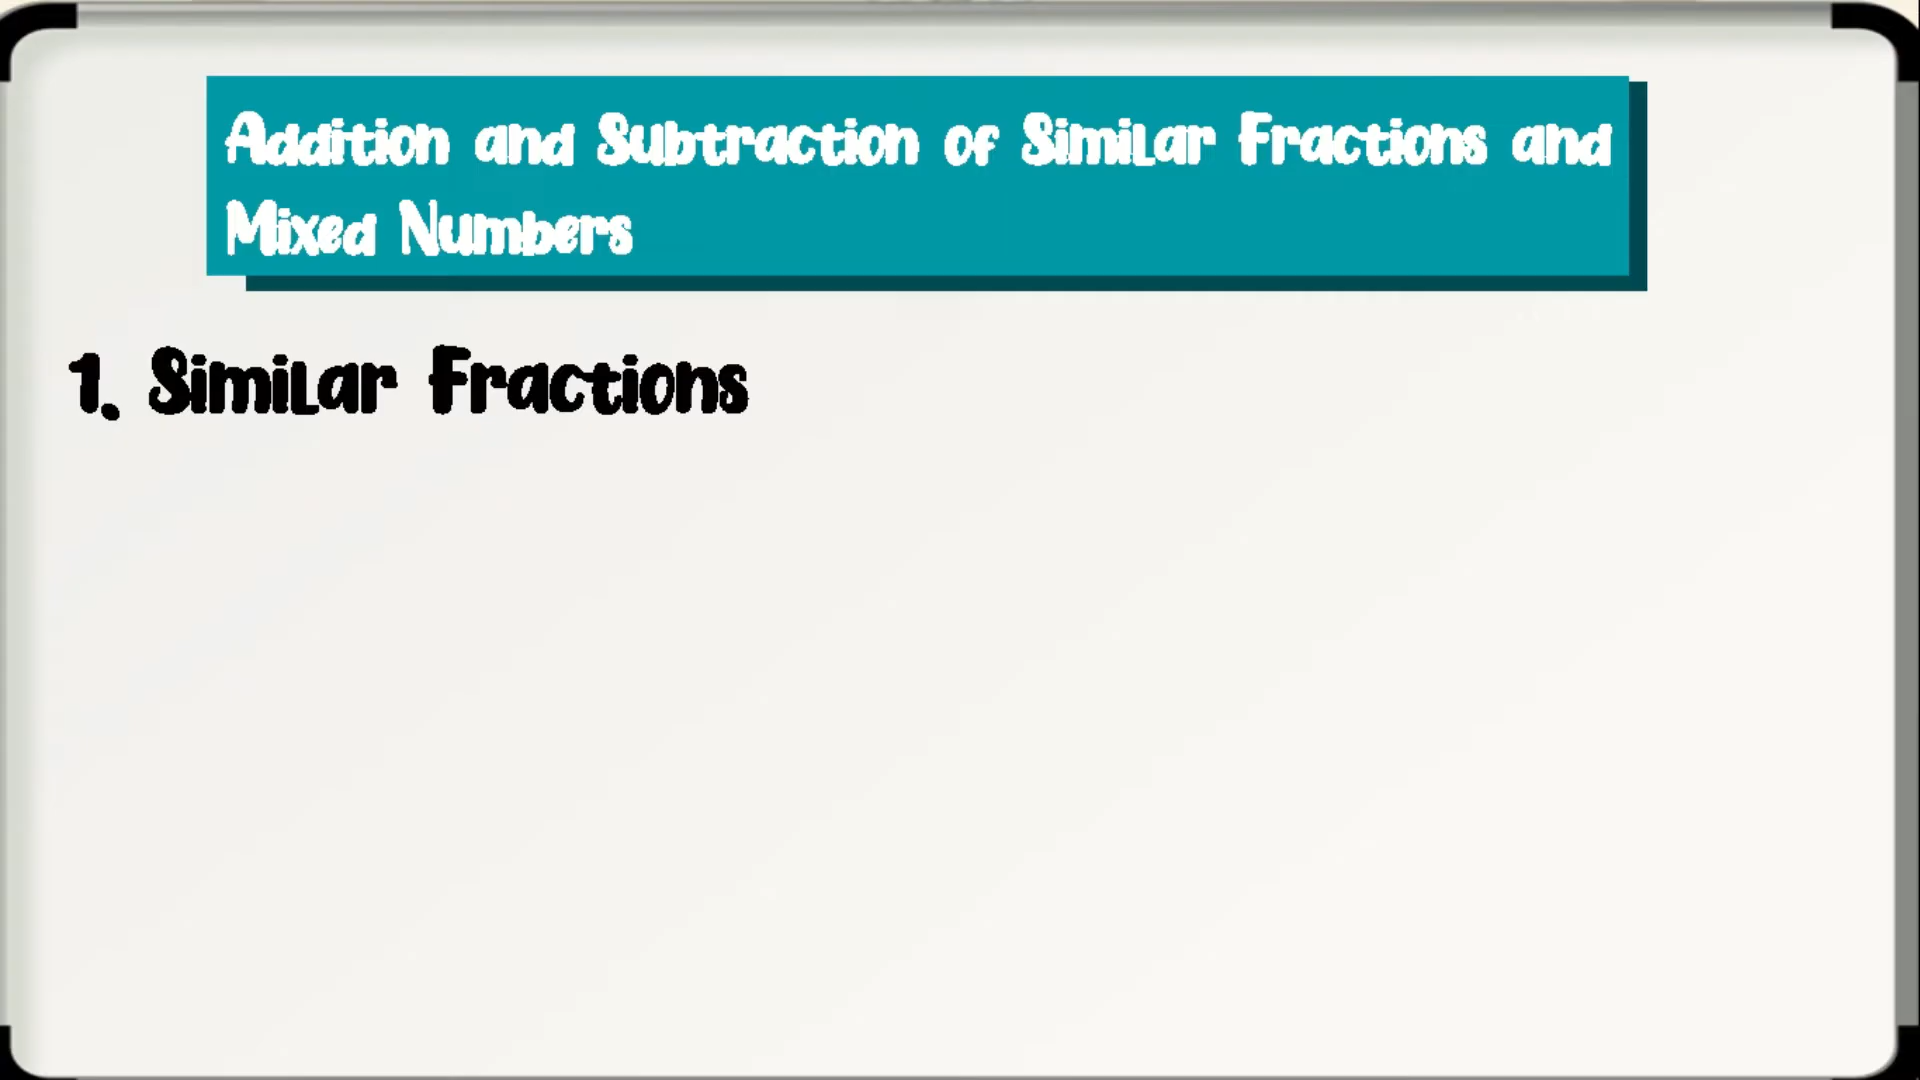 Addition and Subtraction of Similar Fractions and
Mixed Numbers
1. Similar Fractions